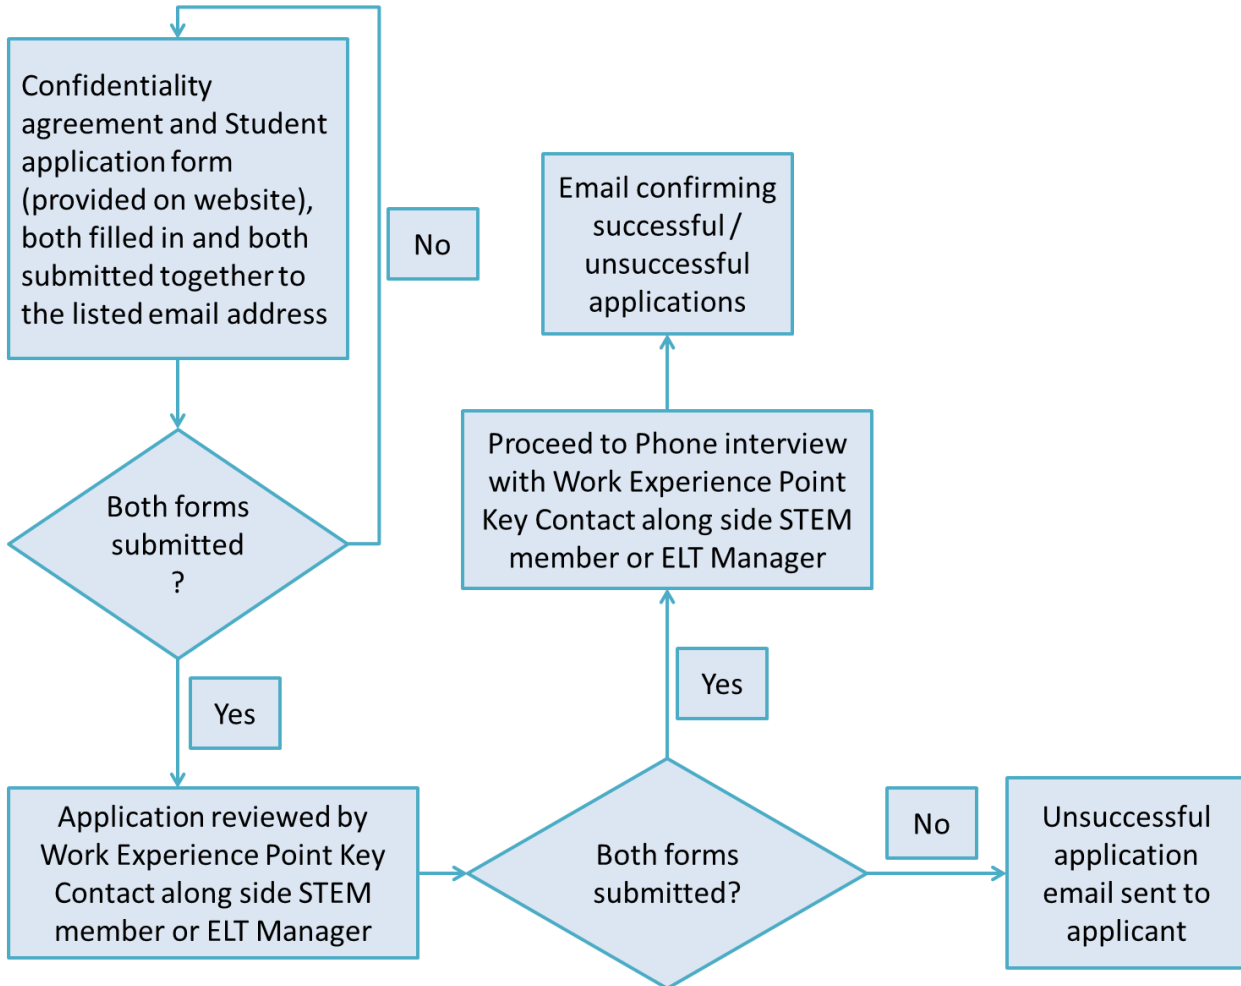 Confidentiality
agreement and Student
application form
(provided on website),
both filled in and both
submitted together to
the listed email address
No
Both forms
submitted
?
Yes
Application reviewed by
Work Experience Point Key
Contact along side STEM
member or ELT Manager
Both forms
submitted?
No
Unsuccessful
application
email sent to
applicant
Yes
Proceed to Phone interview
with Work Experience Point
Key Contact along side STEM
member or ELT Manager
Email confirming
successful /
unsuccessful
applications